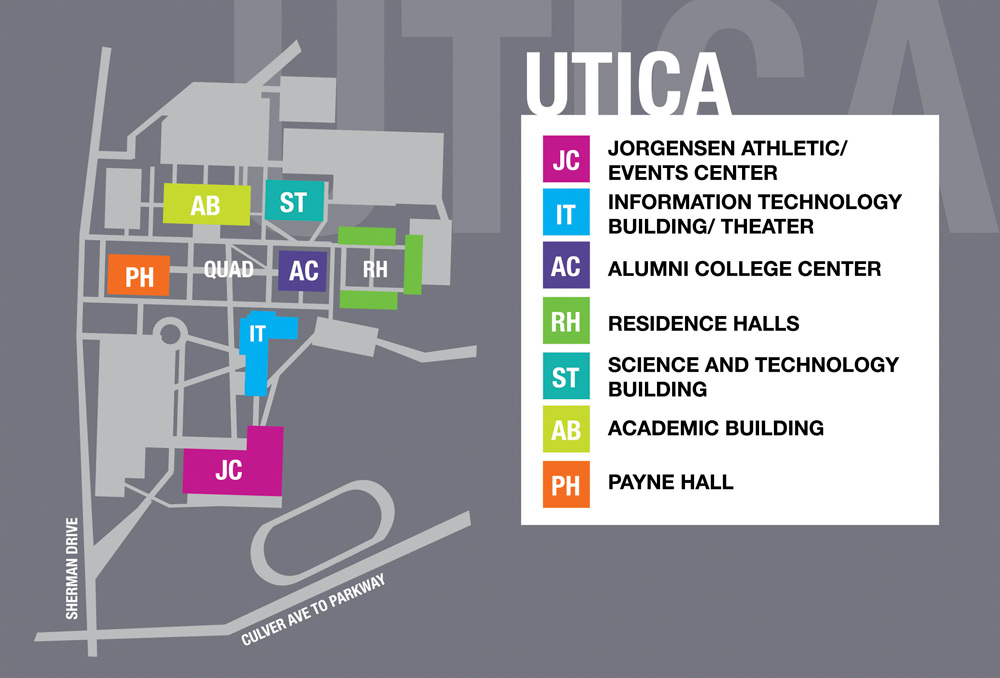 UTICA
UTICA
JC JORGENSEN ATHLETIC/
EVENTS CENTER
IT INFORMATION TECHNOLOGY
BUILDING/ THEATER
AC ALUMNI COLLEGE CENTER
RH RESIDENCE HALLS
ST SCIENCE AND TECHNOLOGY
BUILDING
AB ACADEMIC BUILDING
PH PAYNE HALL
AB
ST
PH
QUAD
AC
RH
IT
JC
SHERMAN DRIVE
CULVER AVE TO PARKWAY